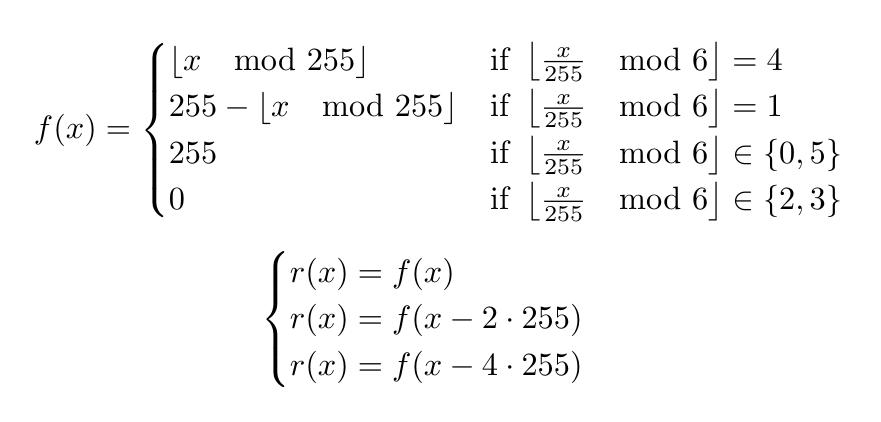 f(x) = { ⌊x mod 255⌋ if ⌊x/255 mod 6⌋ = 4
255 − ⌊x mod 255⌋ if ⌊x/255 mod 6⌋ = 1
255 if ⌊x/255 mod 6⌋ ∈ {0, 5}
0 if ⌊x/255 mod 6⌋ ∈ {2, 3}
{ r(x) = f(x)
r(x) = f(x − 2 · 255)
r(x) = f(x − 4 · 255)